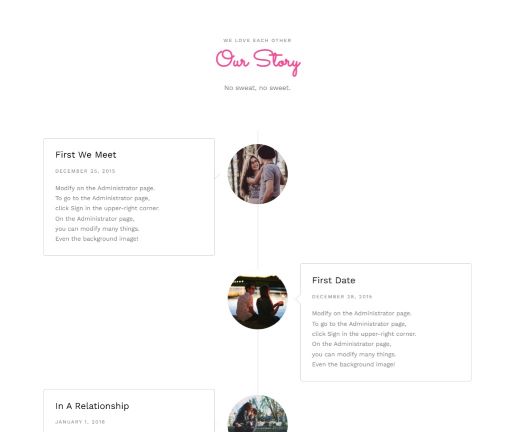 WE LOVE EACH OTHER
Our Story
No sweat, no sweet.
First We Meet
DECEMBER 25, 2015
Modify on the Administrator page.
To go to the Administrator page,
click Sign in the upper-right corner.
On the Administrator page,
you can modify many things.
Even the background image!
First Date
DECEMBER 28, 2015
Modify on the Administrator page.
To go to the Administrator page,
click Sign in the upper-right corner.
On the Administrator page,
you can modify many things.
Even the background image!
In A Relationship
JANUARY 1, 2016